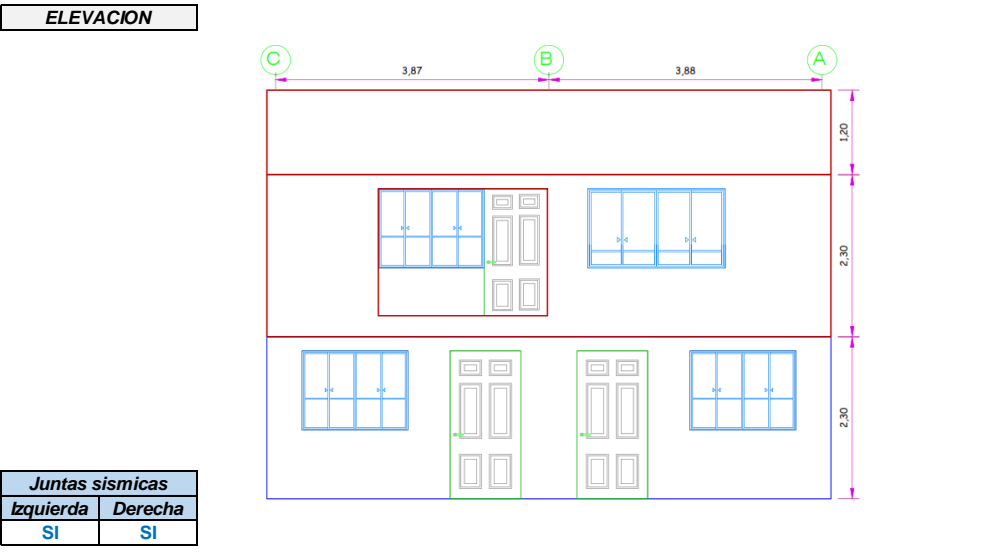 ELEVACION
C
B
A
3,87
3,88
1,20
2,30
2,30
Juntas sismicas
Izquierda
Derecha
SI
SI